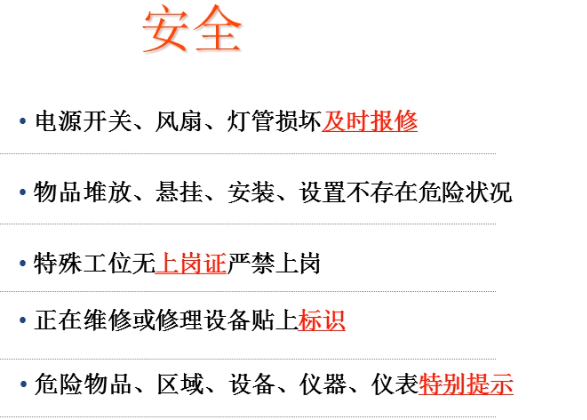 安全
• 电源开关、风扇、灯管损坏及时报修
• 物品堆放、悬挂、安装、设置不存在危险状况
• 特殊工位无上岗证严禁上岗
• 正在维修或修理设备贴上标识
• 危险物品、区域、设备、仪器、仪表特别提示